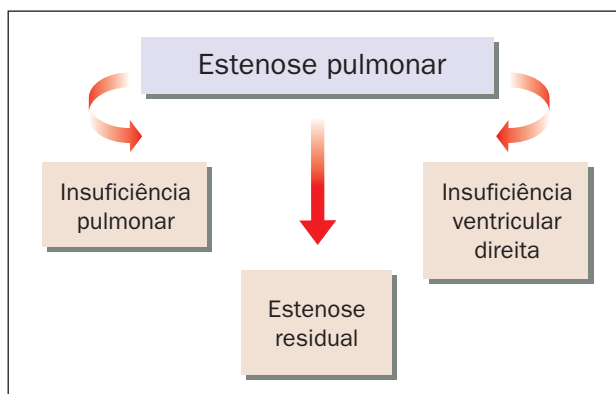 Estenose pulmonar
Insuficiência
pulmonar
Insuficiência
ventricular
direita
Estenose
residual